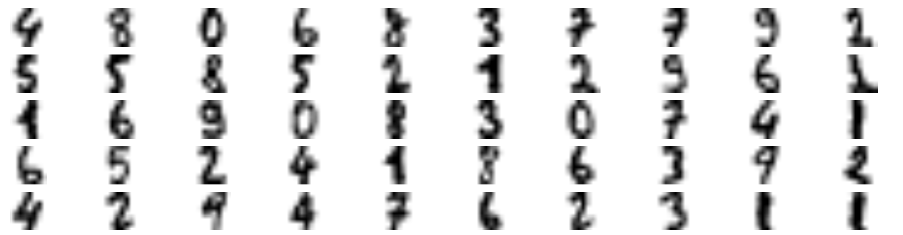 4 8 0 6 8 3 7 7 9 2
5 5 8 5 2 1 2 9 6 1
1 6 9 0 8 3 0 7 4 1
6 5 2 4 1 8 6 3 9 2
4 2 9 4 7 6 2 3 1 1